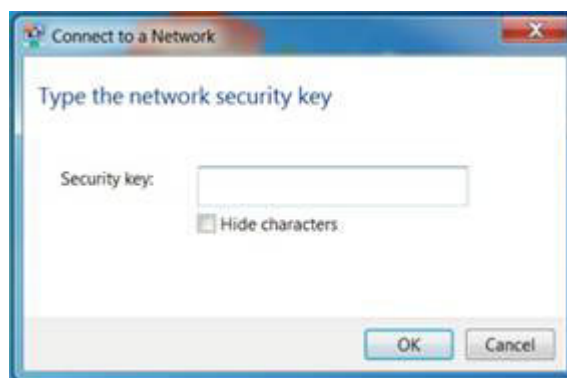 Connect to a Network
Type the network security key
Security key:
Hide characters
OK Cancel